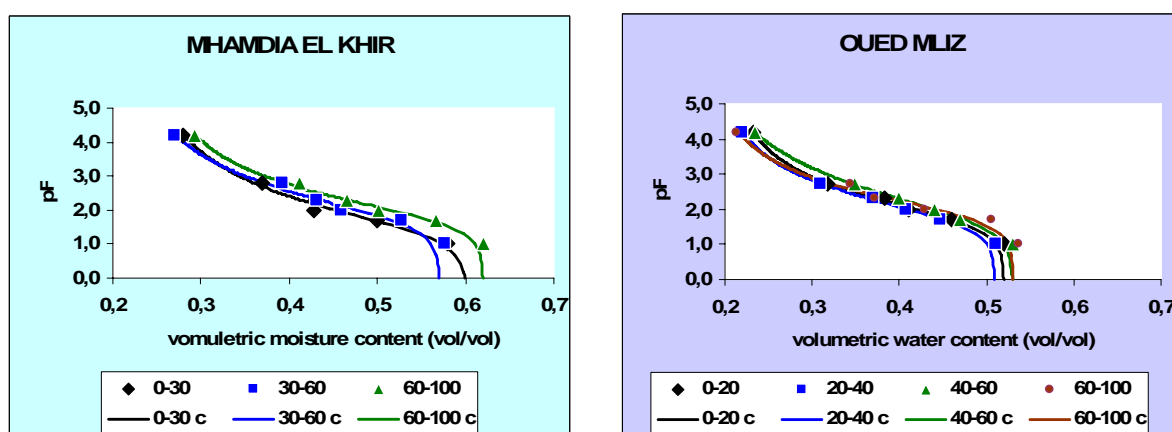 MHAMDIA EL KHIR
5,0
4,0
3,0
2,0
1,0
0,0
pF
0,2 0,3 0,4 0,5 0,6 0,7
vomuletric moisture content (vol/vol)
0-30 30-60 60-100
0-30 c 30-60 c 60-100 c
OUED MLIZ
5,0
4,0
3,0
2,0
1,0
0,0
pF
0,2 0,3 0,4 0,5 0,6 0,7
volumetric water content (vol/vol)
0-20 20-40 40-60 60-100
0-20 c 20-40 c 40-60 c 60-100 c